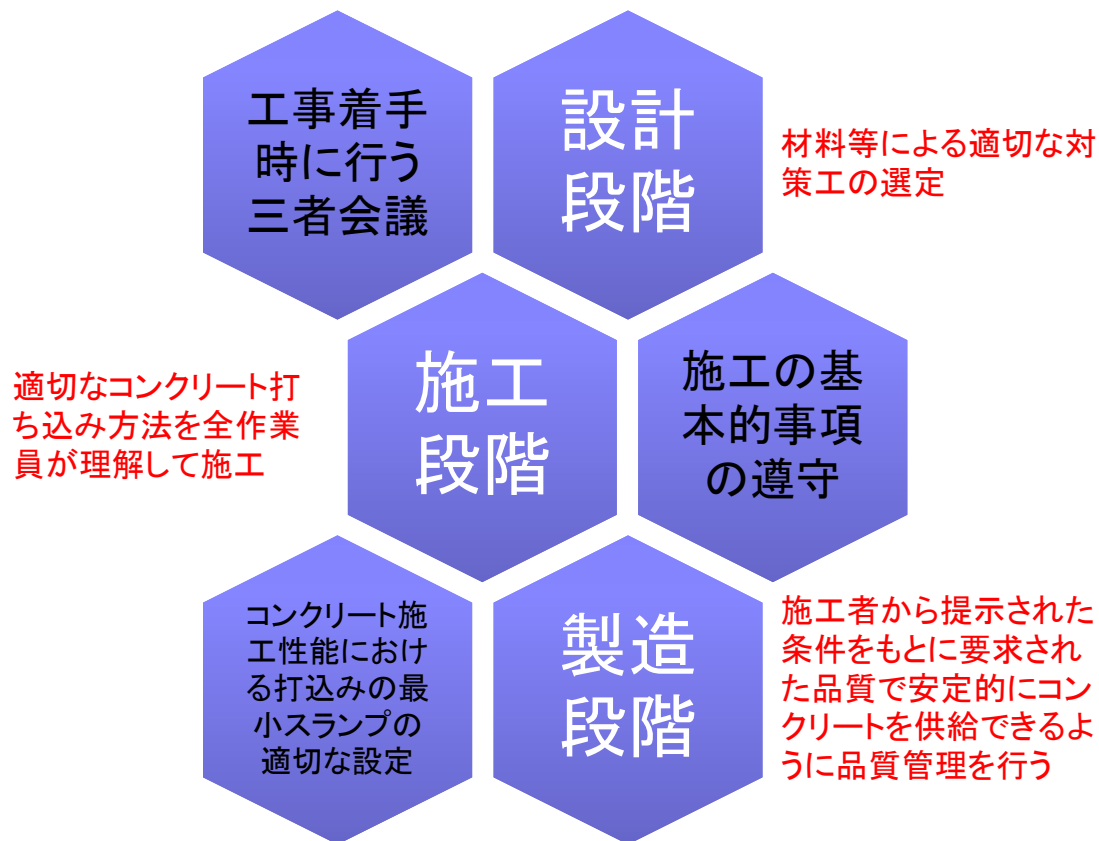 工事着手
時に行う
三者会議
設計
段階
材料等による適切な対
策工の選定
適切なコンクリート打
ち込み方法を全作業
員が理解して施工
施工
段階
施工の基
本的事項
の遵守
コンクリート施
工性能におけ
る打込みの最
小スランプの
適切な設定
製造
段階
施工者から提示された
条件をもとに要求され
た品質で安定的にコン
クリートを供給できるよ
うに品質管理を行う